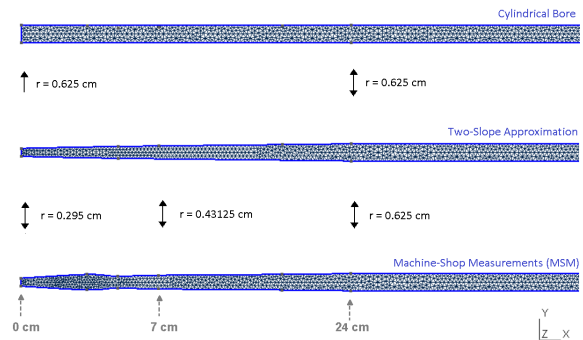 Cylindrical Bore
r = 0.625 cm
r = 0.625 cm
Two-Slope Approximation
r = 0.295 cm
r = 0.43125 cm
r = 0.625 cm
Machine-Shop Measurements (MSM)
0 cm
7 cm
24 cm
Y
Z
X